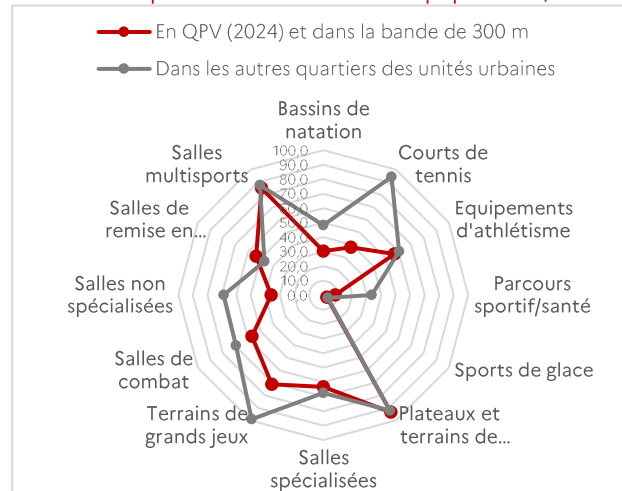 En QPV (2024) et dans la bande de 300 m
Dans les autres quartiers des unités urbaines
Bassins de
natation
Courts de
tennis
Equipements
d'athlétisme
Parcours
sportif/santé
Sports de glace
Plateaux et
terrains de...
Salles
spécialisées
Terrains de
grands jeux
Salles de
combat
Salles non
spécialisées
Salles de
remise en...
Salles
multisports
100,0
90,0
80,0
70,0
60,0
50,0
40,0
30,0
20,0
10,0
0,0